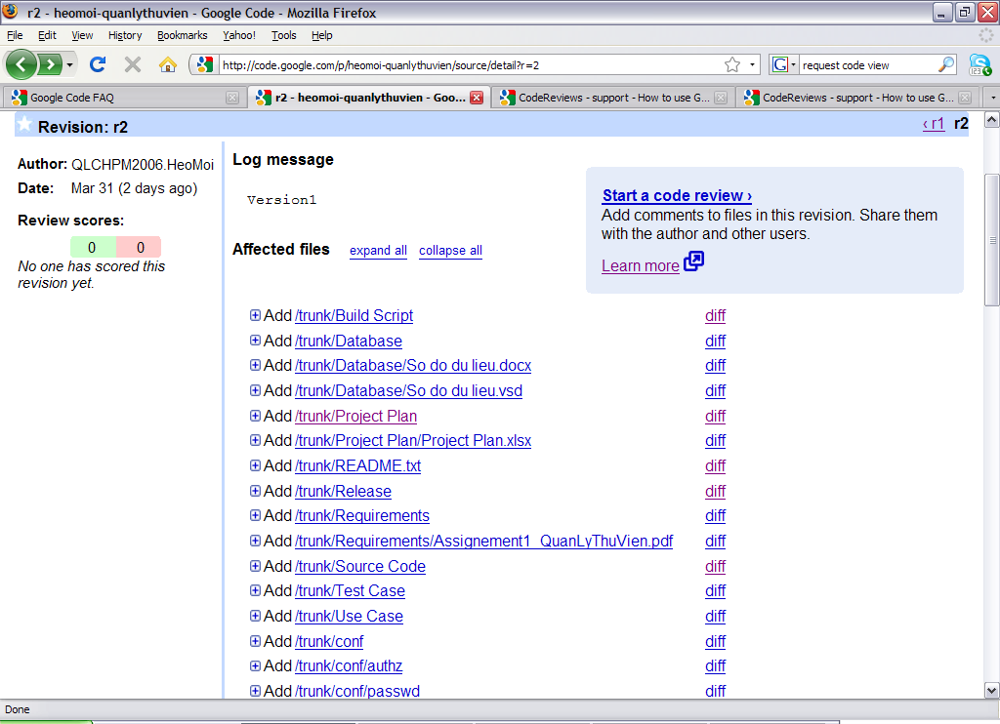 r2 - heomoi-quanlythuvien - Google Code - Mozilla Firefox
File Edit View History Bookmarks Yahoo! Tools Help
http://code.google.com/p/heomoi-quanlythuvien/source/detail?r=2 G request code view
Google Code FAQ r2 - heomoi-quanlythuvien - Goo... CodeReviews - support - How to use G... CodeReviews - support - How to use G...
Revision: r2 ‹ r1 r2
Author: QLCHPM2006.HeoMoi
Date: Mar 31 (2 days ago)
Review scores:
0 0
No one has scored this
revision yet.
Log message
Version1
Start a code review ›
Add comments to files in this revision. Share them
with the author and other users.
Learn more
Affected files expand all collapse all
Add /trunk/Build Script diff
Add /trunk/Database diff
Add /trunk/Database/So do du lieu.docx diff
Add /trunk/Database/So do du lieu.vsd diff
Add /trunk/Project Plan diff
Add /trunk/Project Plan/Project Plan.xlsx diff
Add /trunk/README.txt diff
Add /trunk/Release diff
Add /trunk/Requirements diff
Add /trunk/Requirements/Assignement1_QuanLyThuVien.pdf diff
Add /trunk/Source Code diff
Add /trunk/Test Case diff
Add /trunk/Use Case diff
Add /trunk/conf diff
Add /trunk/conf/authz diff
Add /trunk/conf/passwd diff
Done